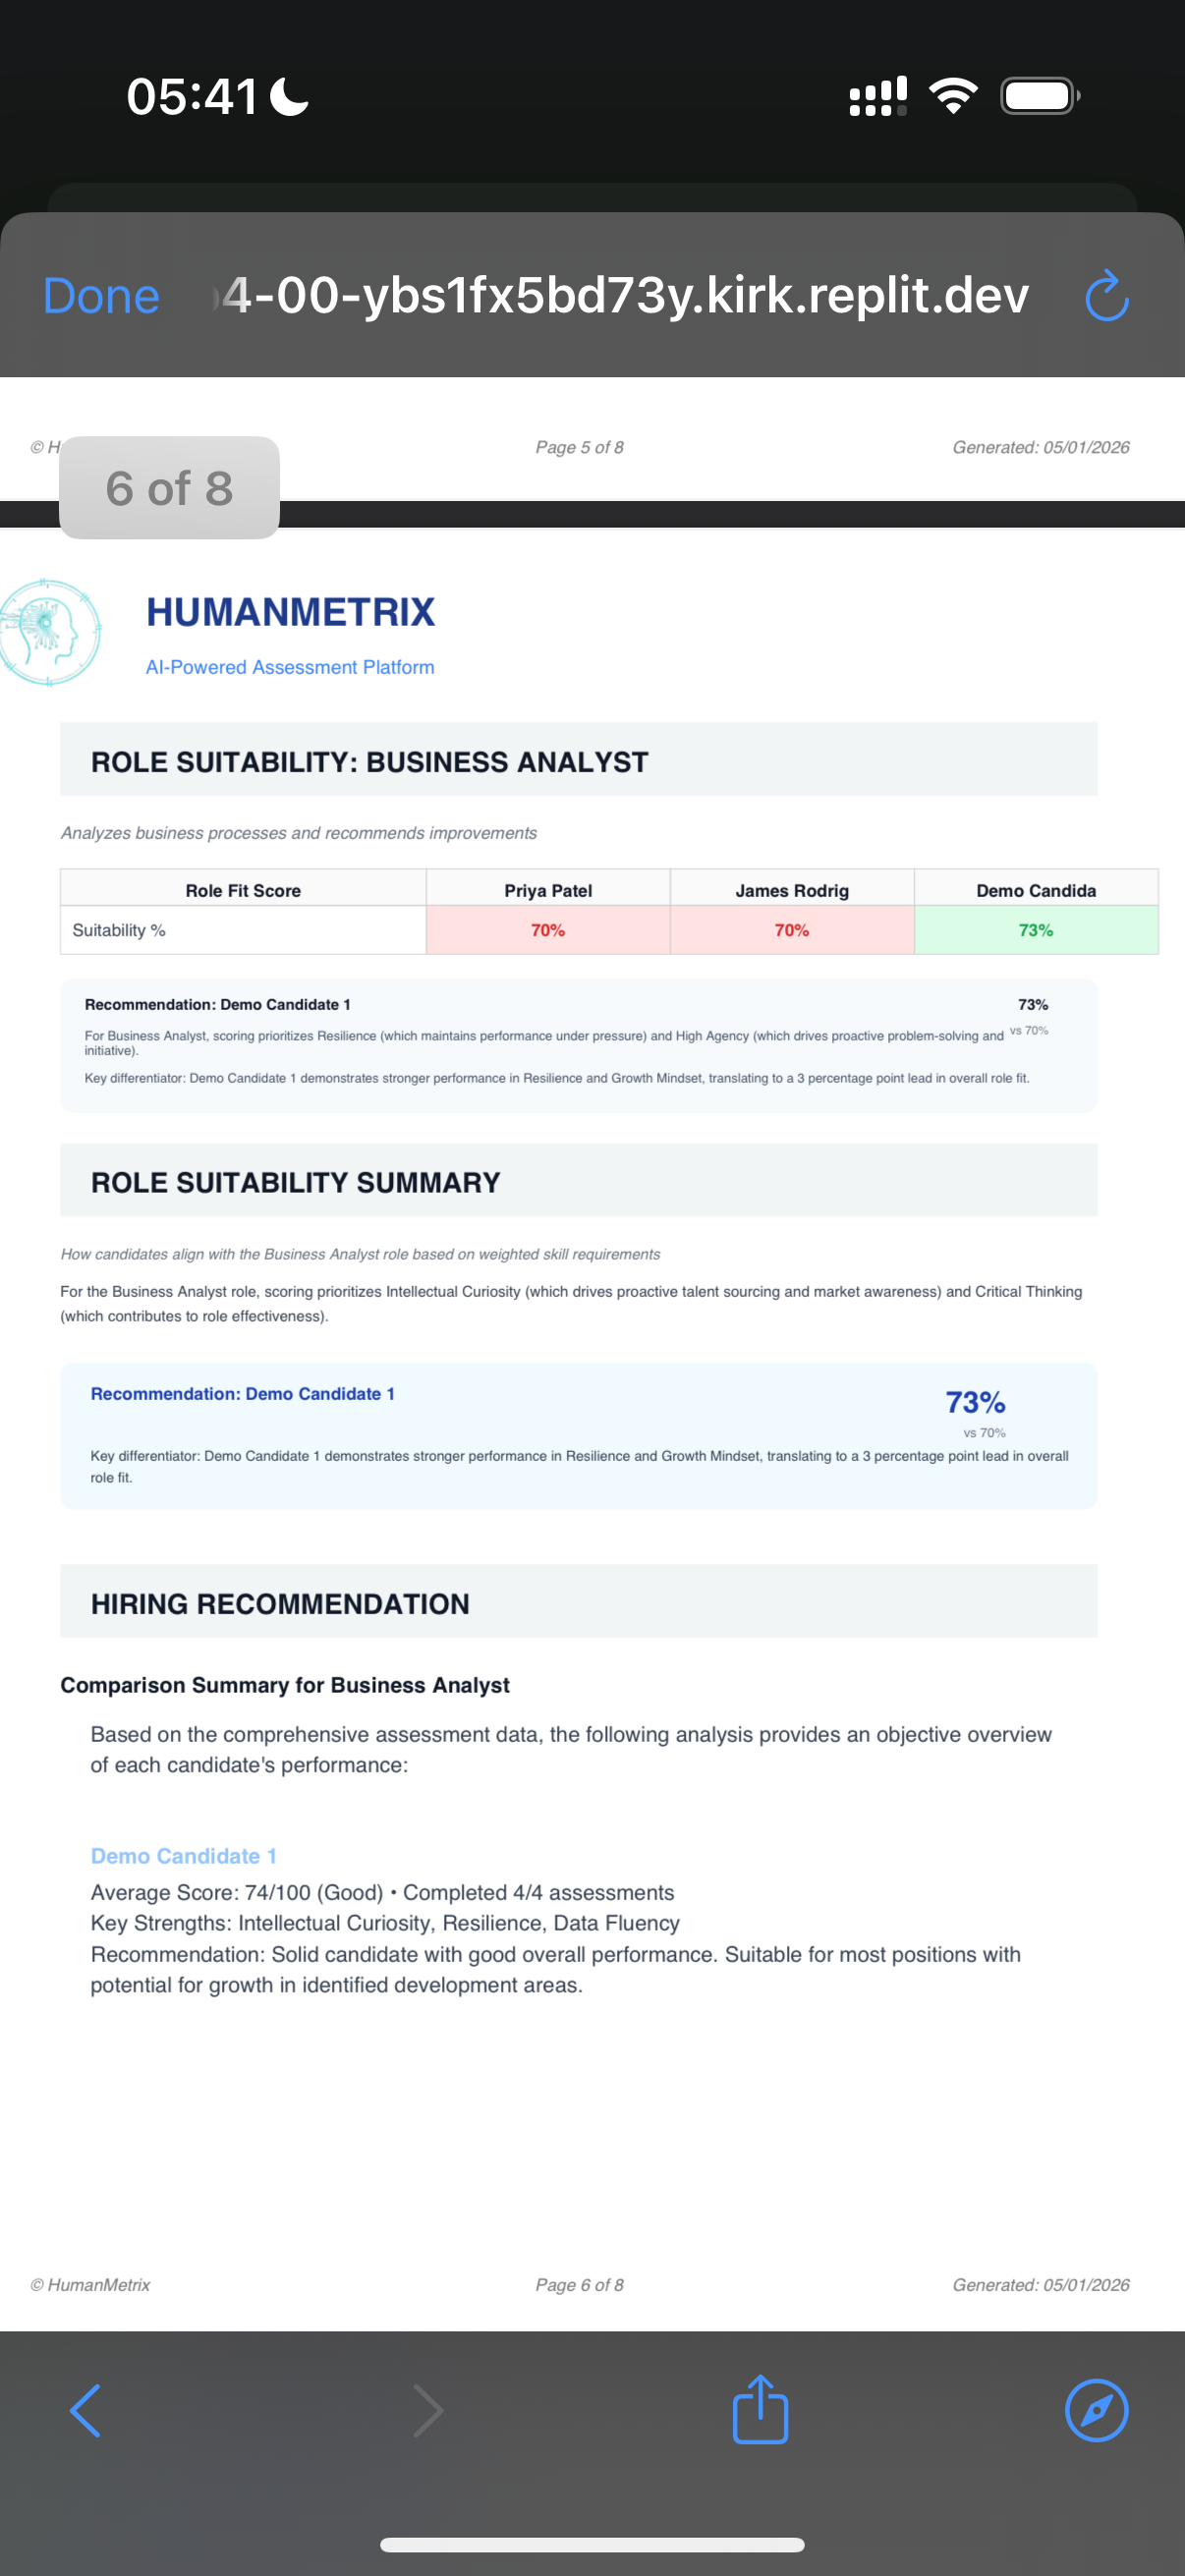 05:41
Done
4-00-ybs1fx5bd73y.kirk.replit.dev
© H
Page 5 of 8
Generated: 05/01/2026
6 of 8
HUMANMETRIX
AI-Powered Assessment Platform
ROLE SUITABILITY: BUSINESS ANALYST
Analyzes business processes and recommends improvements
Role Fit Score Priya Patel James Rodrig Demo Candida
Suitability % 70% 70% 73%
Recommendation: Demo Candidate 1 73%
For Business Analyst, scoring prioritizes Resilience (which maintains performance under pressure) and High Agency (which drives proactive problem-solving and vs 70%
initiative).
Key differentiator: Demo Candidate 1 demonstrates stronger performance in Resilience and Growth Mindset, translating to a 3 percentage point lead in overall role fit.
ROLE SUITABILITY SUMMARY
How candidates align with the Business Analyst role based on weighted skill requirements
For the Business Analyst role, scoring prioritizes Intellectual Curiosity (which drives proactive talent sourcing and market awareness) and Critical Thinking
(which contributes to role effectiveness).
Recommendation: Demo Candidate 1 73%
vs 70%
Key differentiator: Demo Candidate 1 demonstrates stronger performance in Resilience and Growth Mindset, translating to a 3 percentage point lead in overall
role fit.
HIRING RECOMMENDATION
Comparison Summary for Business Analyst
Based on the comprehensive assessment data, the following analysis provides an objective overview
of each candidate's performance:
Demo Candidate 1
Average Score: 74/100 (Good) • Completed 4/4 assessments
Key Strengths: Intellectual Curiosity, Resilience, Data Fluency
Recommendation: Solid candidate with good overall performance. Suitable for most positions with
potential for growth in identified development areas.
© HumanMetrix
Page 6 of 8
Generated: 05/01/2026